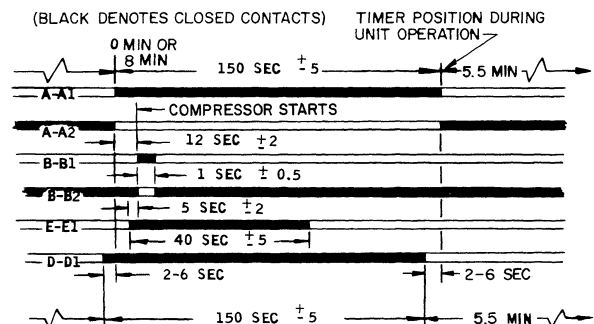 (BLACK DENOTES CLOSED CONTACTS)
TIMER POSITION DURING
UNIT OPERATION
0 MIN OR
8 MIN
150 SEC ± 5
5.5 MIN
A-A1
COMPRESSOR STARTS
A-A2
12 SEC ± 2
B-B1
1 SEC ± 0.5
B-B2
5 SEC ± 2
E-E1
40 SEC ± 5
D-D1
2-6 SEC
2-6 SEC
150 SEC ± 5
5.5 MIN